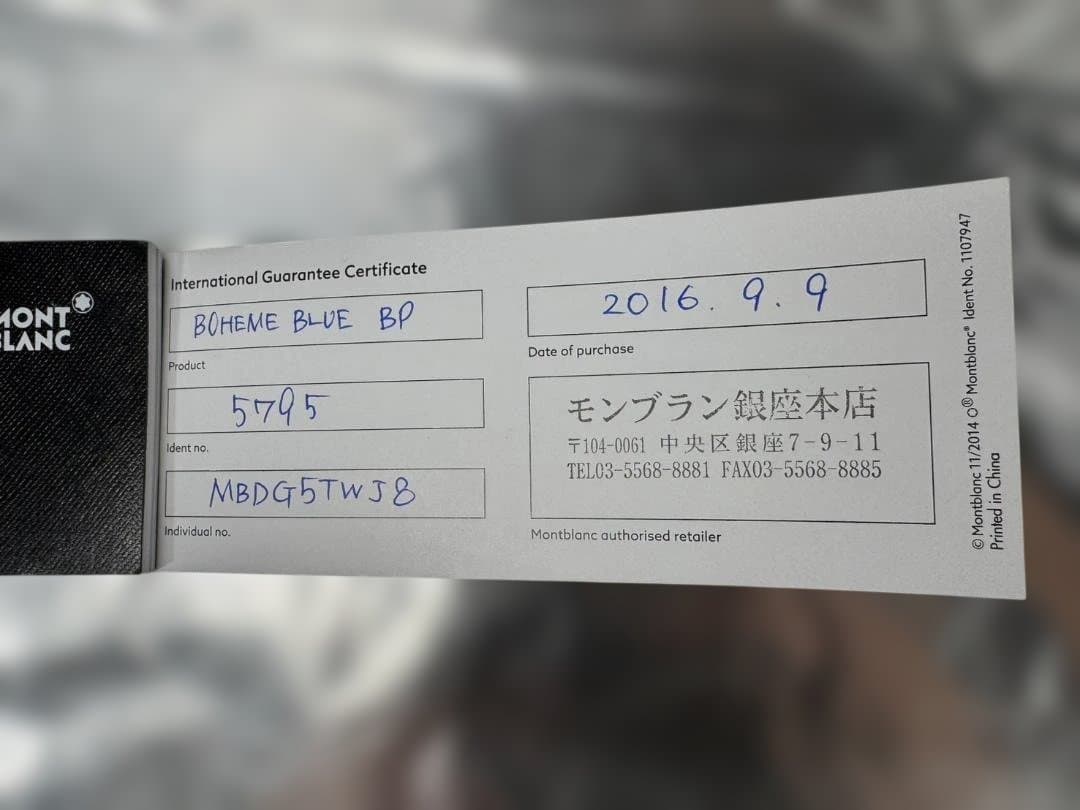 MONT
BLANC
International Guarantee Certificate
BOHEME BLUE BP
Product
5795
Ident no.
MBDG5TWJ8
Individual no.
2016. 9. 9
Date of purchase
モンブラン銀座本店
〒104-0061 中央区銀座7-9-11
TEL03-5568-8881 FAX03-5568-8885
Montblanc authorised retailer
© Montblanc 11/2014 O® Montblanc® Ident No. 1107947
Printed in China